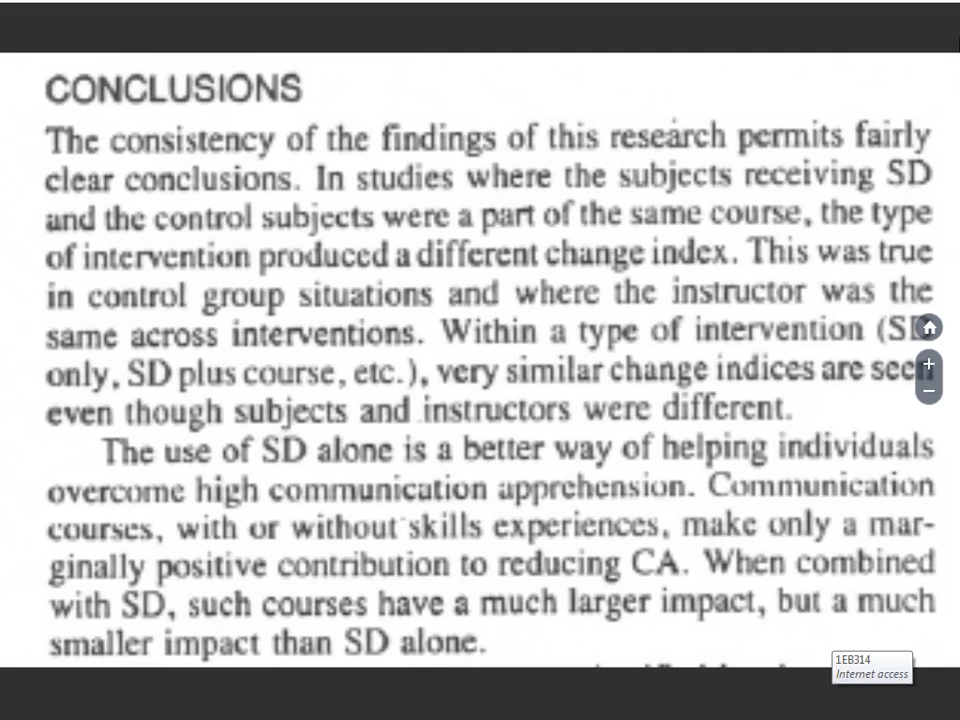 CONCLUSIONS
The consistency of the findings of this research permits fairly
clear conclusions. In studies where the subjects receiving SD
and the control subjects were a part of the same course, the type
of intervention produced a different change index. This was true
in control group situations and where the instructor was the
same across interventions. Within a type of intervention (SD
only, SD plus course, etc.), very similar change indices are seen
even though subjects and instructors were different.
The use of SD alone is a better way of helping individuals
overcome high communication apprehension. Communication
courses, with or without skills experiences, make only a mar-
ginally positive contribution to reducing CA. When combined
with SD, such courses have a much larger impact, but a much
smaller impact than SD alone.
1EB314
Internet access